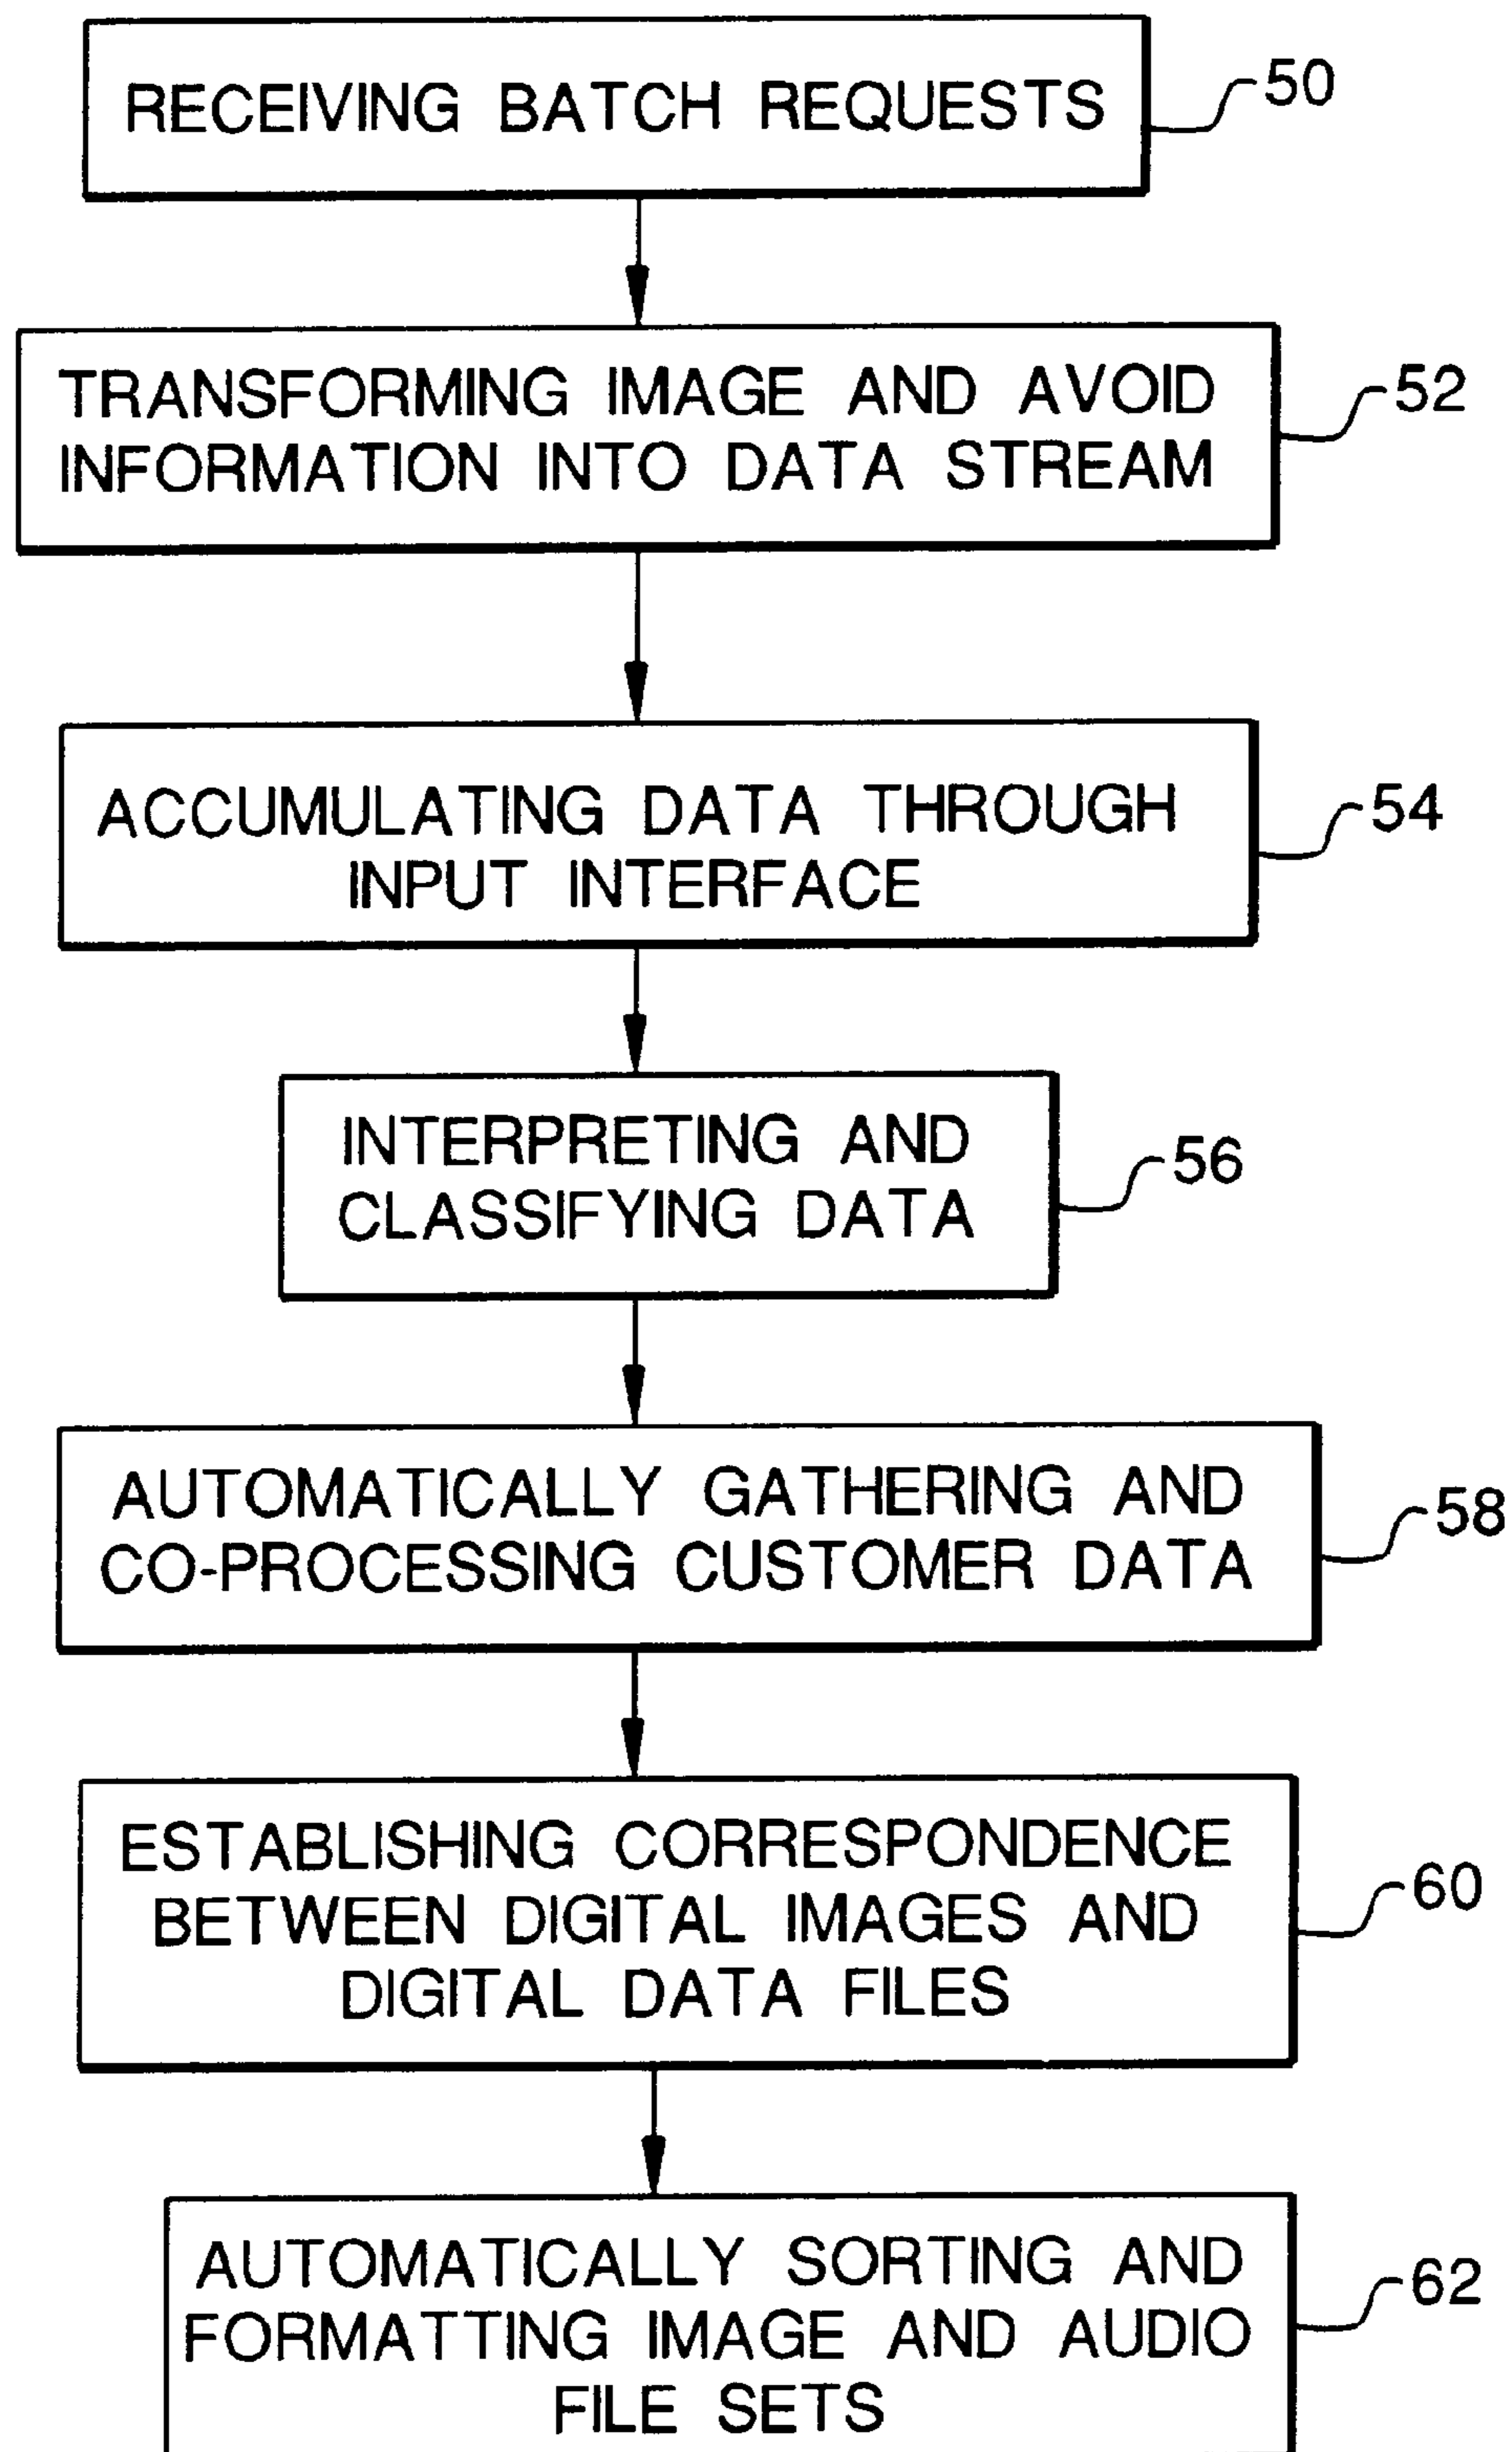 RECEIVING BATCH REQUESTS
50
TRANSFORMING IMAGE AND AVOID
INFORMATION INTO DATA STREAM
52
ACCUMULATING DATA THROUGH
INPUT INTERFACE
54
INTERPRETING AND
CLASSIFYING DATA
56
AUTOMATICALLY GATHERING AND
CO-PROCESSING CUSTOMER DATA
58
ESTABLISHING CORRESPONDENCE
BETWEEN DIGITAL IMAGES AND
DIGITAL DATA FILES
60
AUTOMATICALLY SORTING AND
FORMATTING IMAGE AND AUDIO
FILE SETS
62